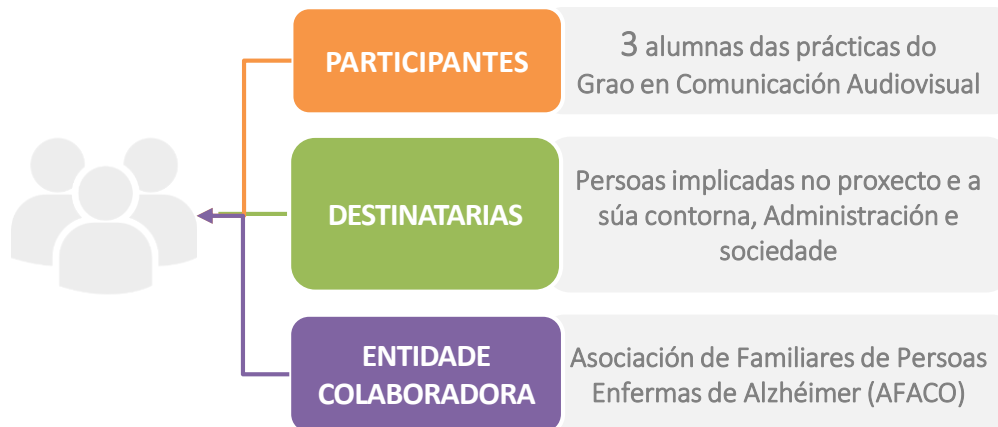 PARTICIPANTES
3 alumnas das prácticas do
Grao en Comunicación Audiovisual
DESTINATARIAS
Persoas implicadas no proxecto e a
súa contorna, Administración e
sociedade
ENTIDADE
COLABORADORA
Asociación de Familiares de Persoas
Enfermas de Alzhéimer (AFACO)